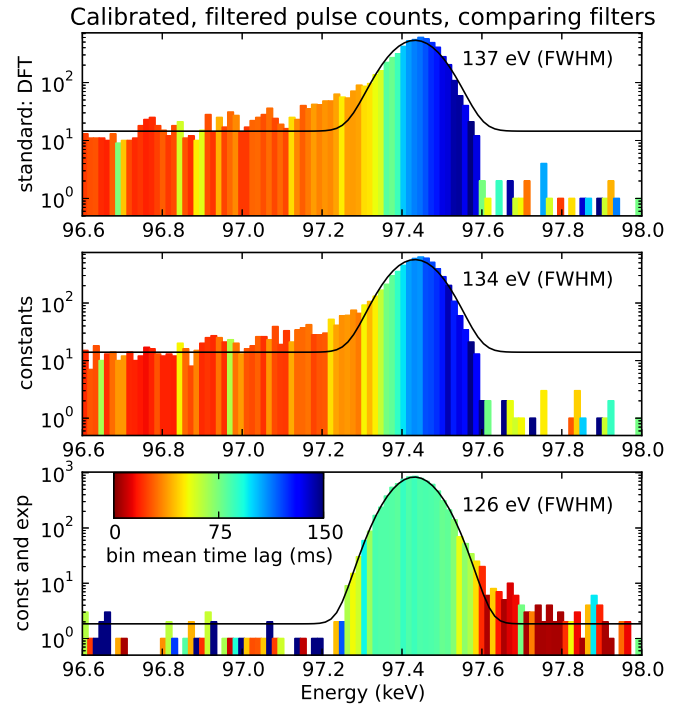 Calibrated, filtered pulse counts, comparing filters
standard: DFT
10²
10¹
10⁰
137 eV (FWHM)
96.6 96.8 97.0 97.2 97.4 97.6 97.8 98.0
constants
10²
10¹
10⁰
134 eV (FWHM)
96.6 96.8 97.0 97.2 97.4 97.6 97.8 98.0
const and exp
10³
10²
10¹
10⁰
0 75 150
bin mean time lag (ms)
126 eV (FWHM)
96.6 96.8 97.0 97.2 97.4 97.6 97.8 98.0
Energy (keV)